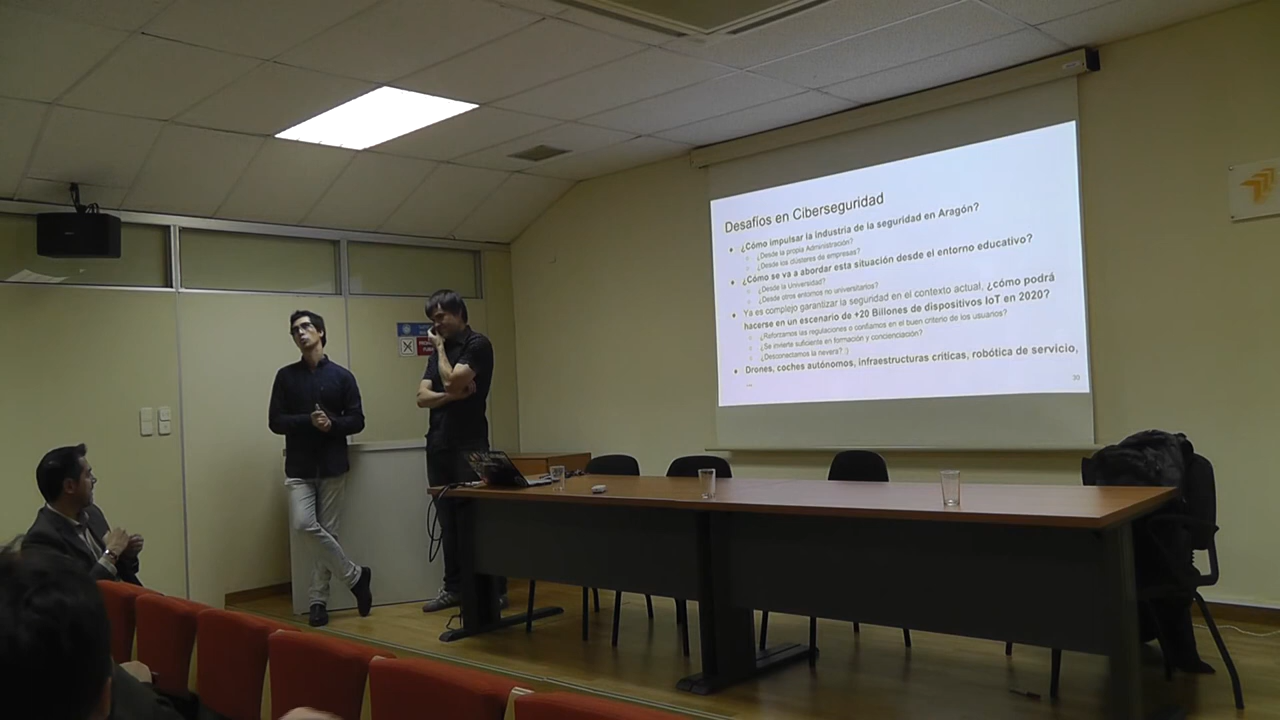 Desafíos en Ciberseguridad
● ¿Cómo impulsar la industria de la seguridad en Aragón?
○ ¿Desde la propia Administración?
○ ¿Desde los clústeres de empresas?
● ¿Cómo se va a abordar esta situación desde el entorno educativo?
○ ¿Desde la Universidad?
○ ¿Desde otros entornos no universitarios?
● Ya es complejo garantizar la seguridad en el contexto actual, ¿cómo podrá
hacerse en un escenario de +20 Billones de dispositivos IoT en 2020?
○ ¿Reforzamos las regulaciones o confiamos en el buen criterio de los usuarios?
○ ¿Se invierte suficiente en formación y concienciación?
○ ¿Desconectamos la nevera? :)
● Drones, coches autónomos, infraestructuras críticas, robótica de servicio,
...
30